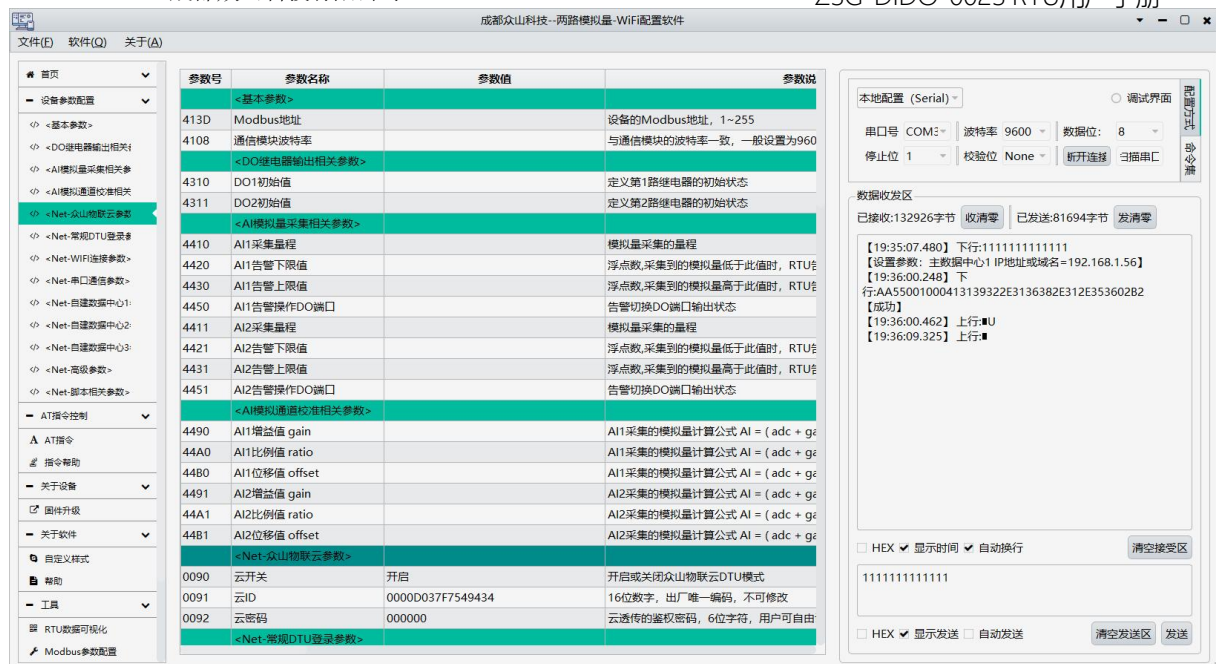 成都众山科技--两路模拟量-WiFi配置软件
文件(F) 软件(Q) 关于(A)
首页
设备参数配置
<基本参数>
<DO继电器输出相关
<AI模拟量采集相关参
<AI模拟通道校准相关
<Net-众山物联云参数
<Net-常规DTU登录参
<Net-WIFI连接参数>
<Net-串口通信参数>
<Net-自建数据中心1:
<Net-自建数据中心2:
<Net-自建数据中心3:
<Net-高级参数>
<Net-脚本相关参数>
AT指令控制
AT指令
指令帮助
关于设备
固件升级
关于软件
自定义样式
帮助
工具
RTU数据可视化
Modbus参数配置
参数号 参数名称 参数值 参数说
<基本参数>
413D Modbus地址 设备的Modbus地址，1~255
4108 通信模块波特率 与通信模块的波特率一致，一般设置为960
<DO继电器输出相关参数>
4310 DO1初始值 定义第1路继电器的初始状态
4311 DO2初始值 定义第2路继电器的初始状态
<AI模拟量采集相关参数>
4410 AI1采集量程 模拟量采集的量程
4420 AI1告警下限值 浮点数,采集到的模拟量低于此值时，RTU
4430 AI1告警上限值 浮点数,采集到的模拟量高于此值时，RTU
4450 AI1告警操作DO端口 告警切换DO端口输出状态
4411 AI2采集量程 模拟量采集的量程
4421 AI2告警下限值 浮点数,采集到的模拟量低于此值时，RTU
4431 AI2告警上限值 浮点数,采集到的模拟量高于此值时，RTU
4451 AI2告警操作DO端口 告警切换DO端口输出状态
<AI模拟通道校准相关参数>
4490 AI1增益值 gain AI1采集的模拟量计算公式 AI = ( adc + ga
44A0 AI1比例值 ratio AI1采集的模拟量计算公式 AI = ( adc + ga
44B0 AI1位移值 offset AI1采集的模拟量计算公式 AI = ( adc + ga
4491 AI2增益值 gain AI2采集的模拟量计算公式 AI = ( adc + ga
44A1 AI2比例值 ratio AI2采集的模拟量计算公式 AI = ( adc + ga
44B1 AI2位移值 offset AI2采集的模拟量计算公式 AI = ( adc + ga
<Net-众山物联云参数>
0090 云开关 开启 开启或关闭众山物联云DTU模式
0091 云ID 0000D037F7549434 16位数字，出厂唯一编码，不可修改
0092 云密码 000000 云透传的鉴权密码，6位字符，用户可自由
<Net-常规DTU登录参数>
本地配置 (Serial) 调试界面
串口号 COM3 波特率 9600 数据位: 8
停止位 1 校验位 None 断开连接 扫描串口
配置方式
命令集
数据收发区
已接收:132926字节 收清零 已发送:81694字节 发清零
【19:35:07.480】下行:1111111111111
【设置参数：主数据中心1 IP地址或域名=192.168.1.56】
【19:36:00.248】下
行:AA55001000413139322E3136382E312E353602B2
【成功】
【19:36:00.462】上行:■U
【19:36:09.325】上行:■
HEX 显示时间 自动换行 清空接受区
1111111111111
HEX 显示发送 自动发送 清空发送区 发送